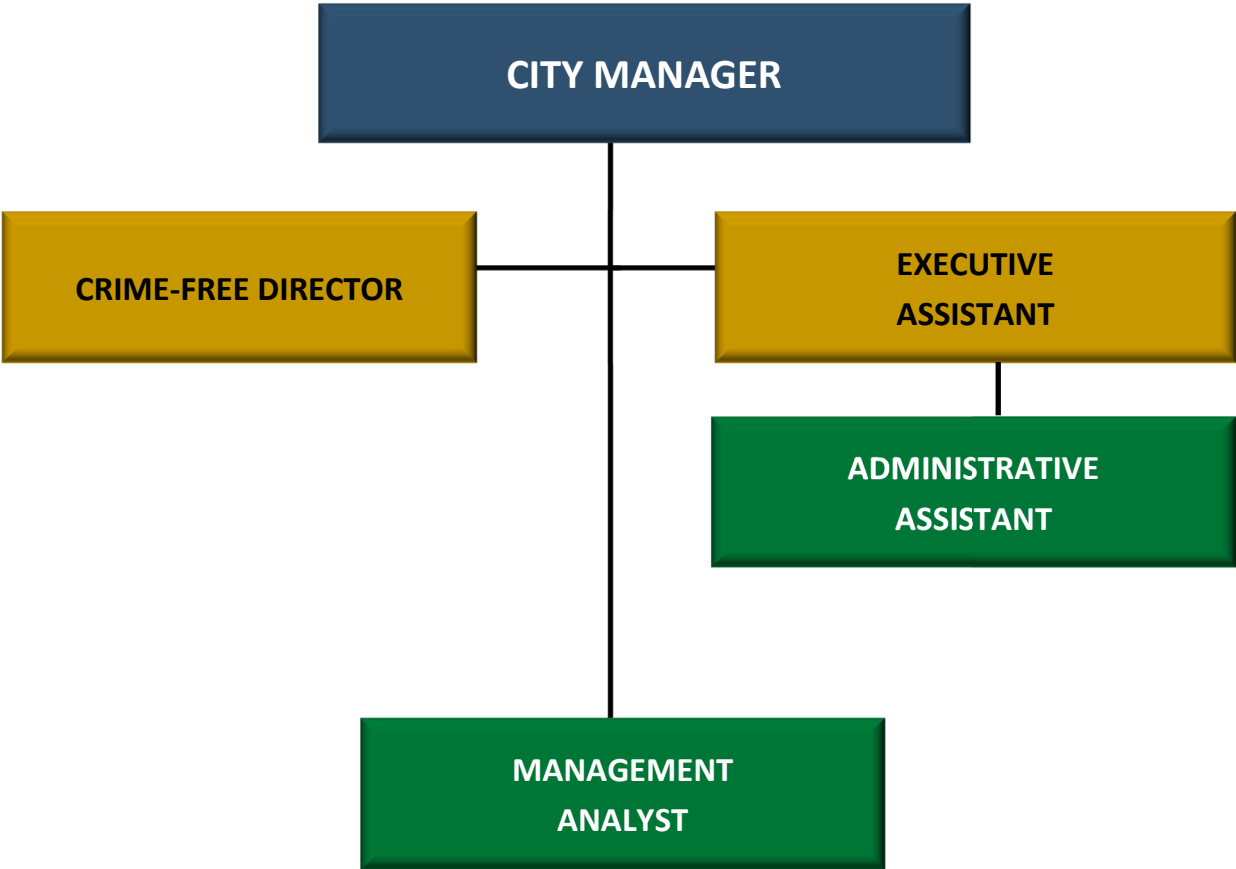 CITY MANAGER
CRIME-FREE DIRECTOR
EXECUTIVE
ASSISTANT
ADMINISTRATIVE
ASSISTANT
MANAGEMENT
ANALYST